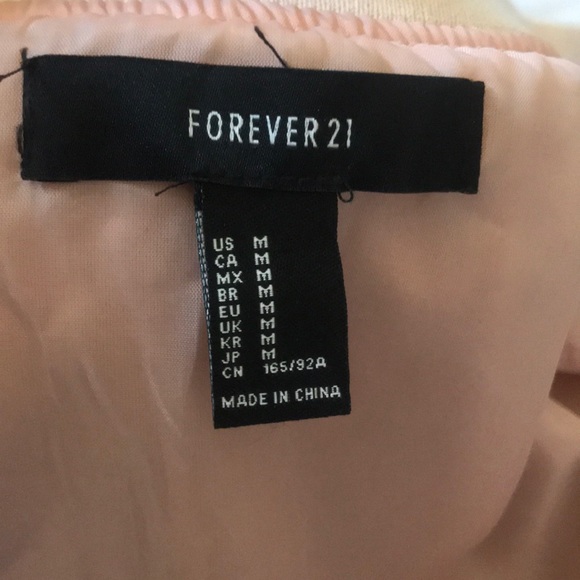 FOREVER 21
US M
CA M
MX M
BR M
EU M
UK M
KR M
JP M
CN 165/92A
MADE IN CHINA